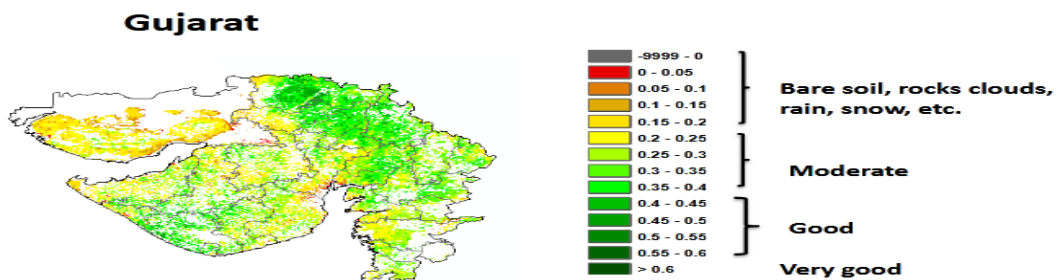 Gujarat
-9999 - 0
0 - 0.05
0.05 - 0.1
0.1 - 0.15
0.15 - 0.2
0.2 - 0.25
0.25 - 0.3
0.3 - 0.35
0.35 - 0.4
0.4 - 0.45
0.45 - 0.5
0.5 - 0.55
0.55 - 0.6
> 0.6
Bare soil, rocks clouds,
rain, snow, etc.
Moderate
Good
Very good